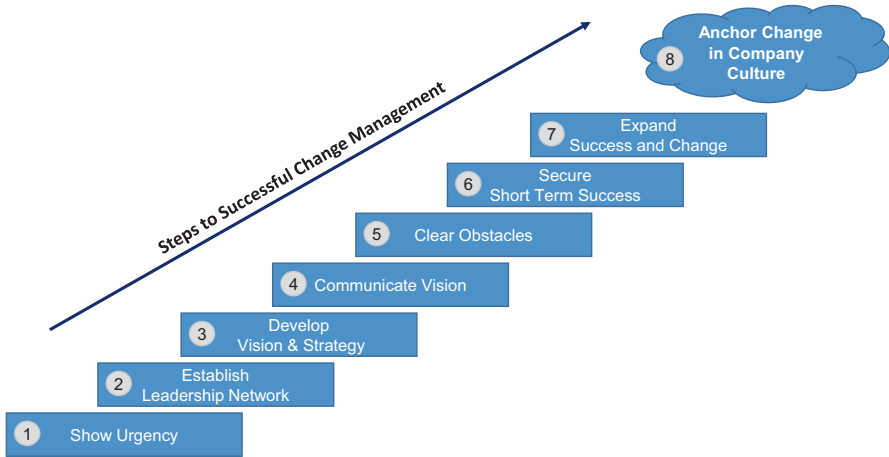 Steps to Successful Change Management
8
Anchor Change
in Company
Culture
7
Expand
Success and Change
6
Secure
Short Term Success
5
Clear Obstacles
4
Communicate Vision
3
Develop
Vision & Strategy
2
Establish
Leadership Network
1
Show Urgency